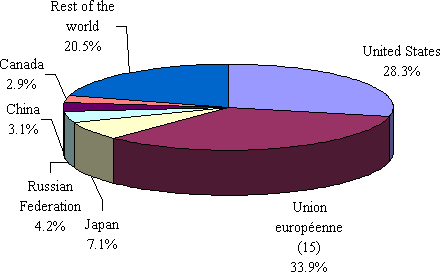 Rest of the
world
20.5%
United States
28.3%
Canada
2.9%
China
3.1%
Russian
Federation
4.2%
Japan
7.1%
Union
européenne
(15)
33.9%